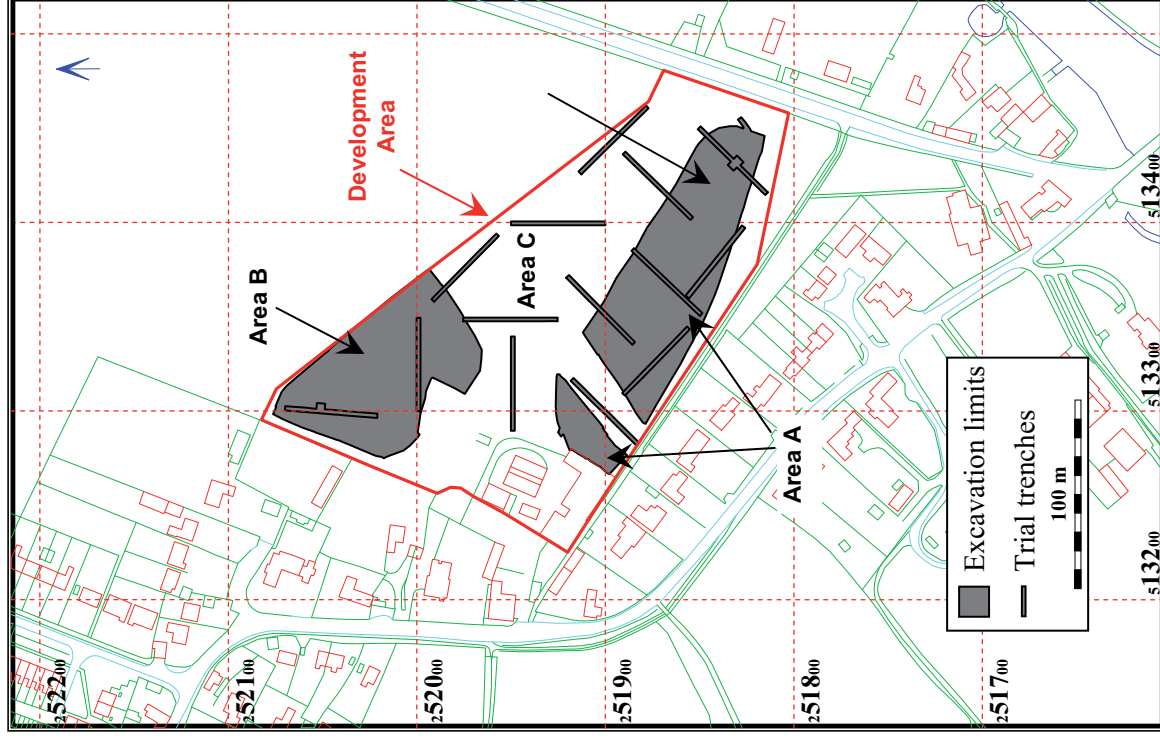 Development
Area
Area B
Area C
Area A
Excavation limits
Trial trenches
100 m
252200
252100
252000
251900
251800
251700
513200
513300
513400